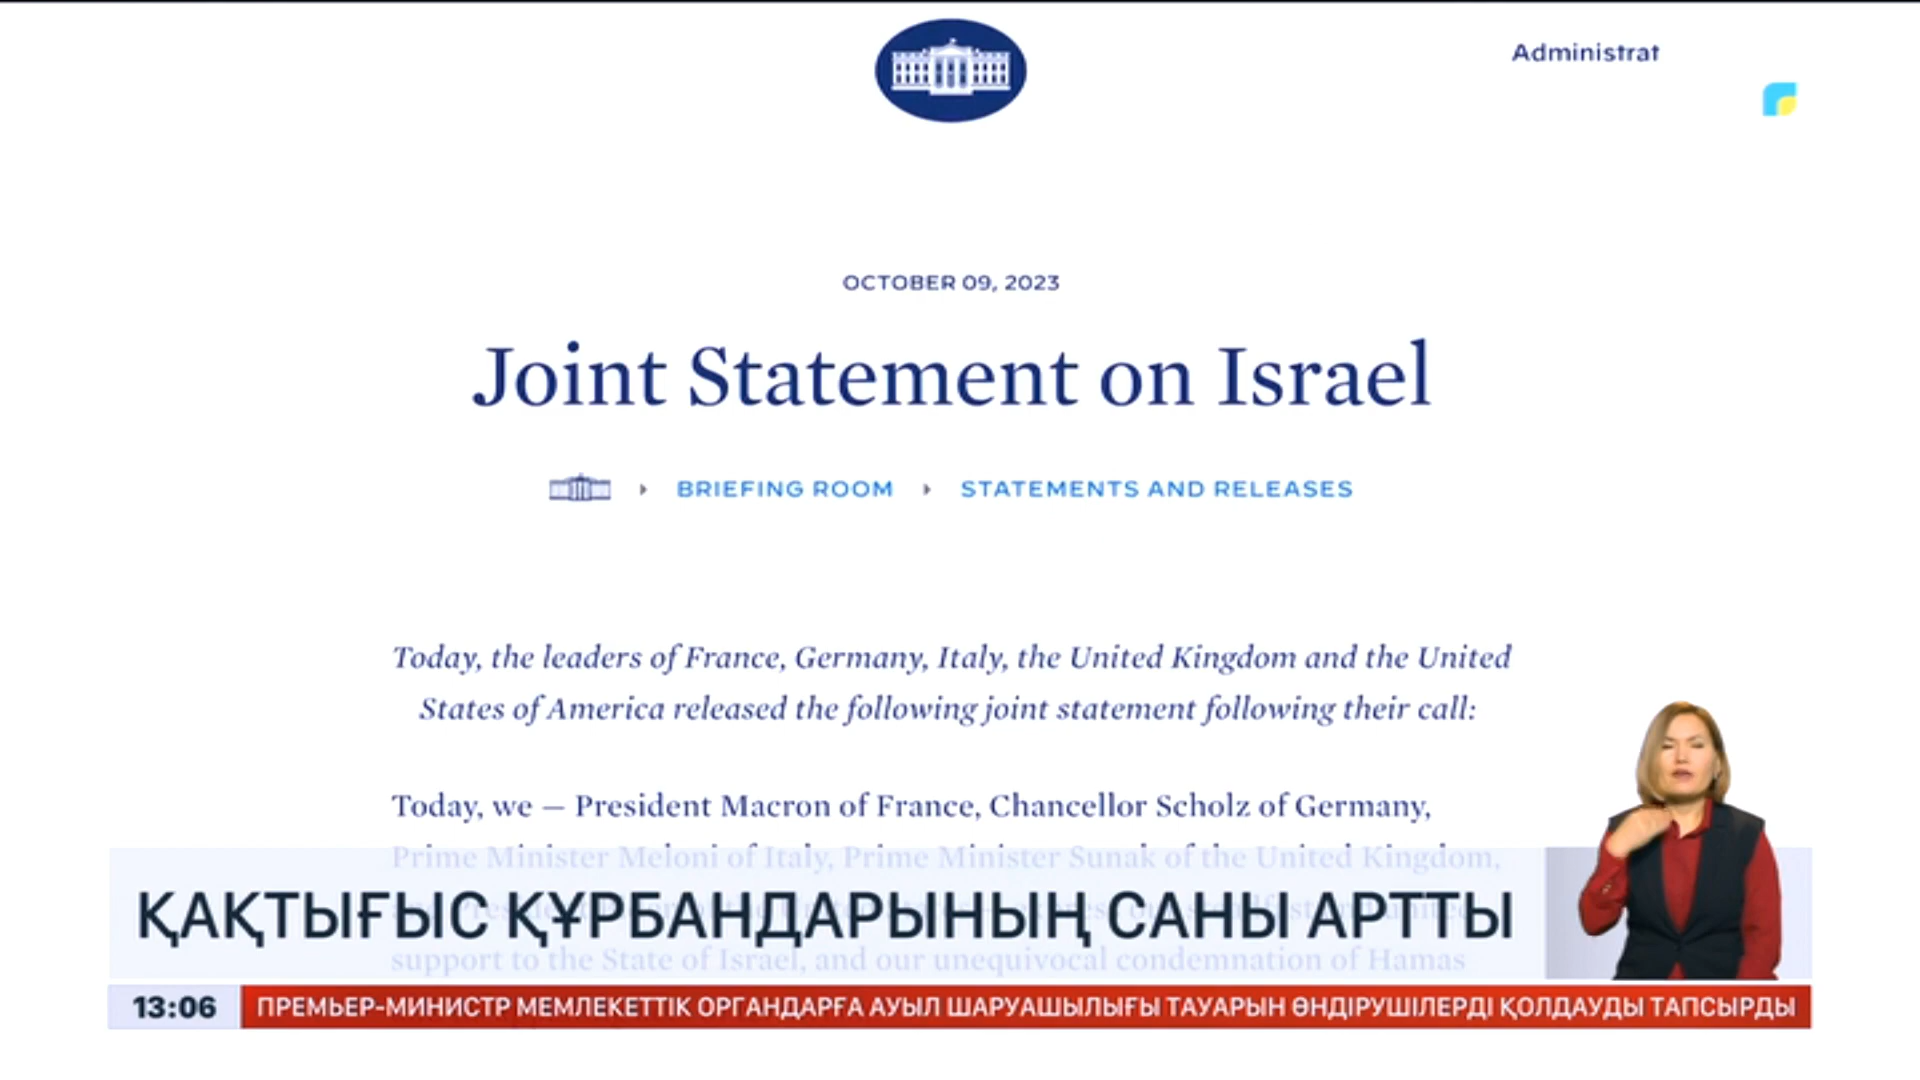 Administrat
OCTOBER 09, 2023
Joint Statement on Israel
BRIEFING ROOM STATEMENTS AND RELEASES
Today, the leaders of France, Germany, Italy, the United Kingdom and the United
States of America released the following joint statement following their call:
Today, we — President Macron of France, Chancellor Scholz of Germany,
Prime Minister Meloni of Italy, Prime Minister Sunak of the United Kingdom,
ҚАҚТЫҒЫС ҚҰРБАНДАРЫНЫҢ САНЫ АРТТЫ
support to the State of Israel, and our unequivocal condemnation of Hamas
13:06 ПРЕМЬЕР-МИНИСТР МЕМЛЕКЕТТІК ОРГАНДАРҒА АУЫЛ ШАРУАШЫЛЫҒЫ ТАУАРЫН ӨНДІРУШІЛЕРДІ ҚОЛДАУДЫ ТАПСЫРДЫ